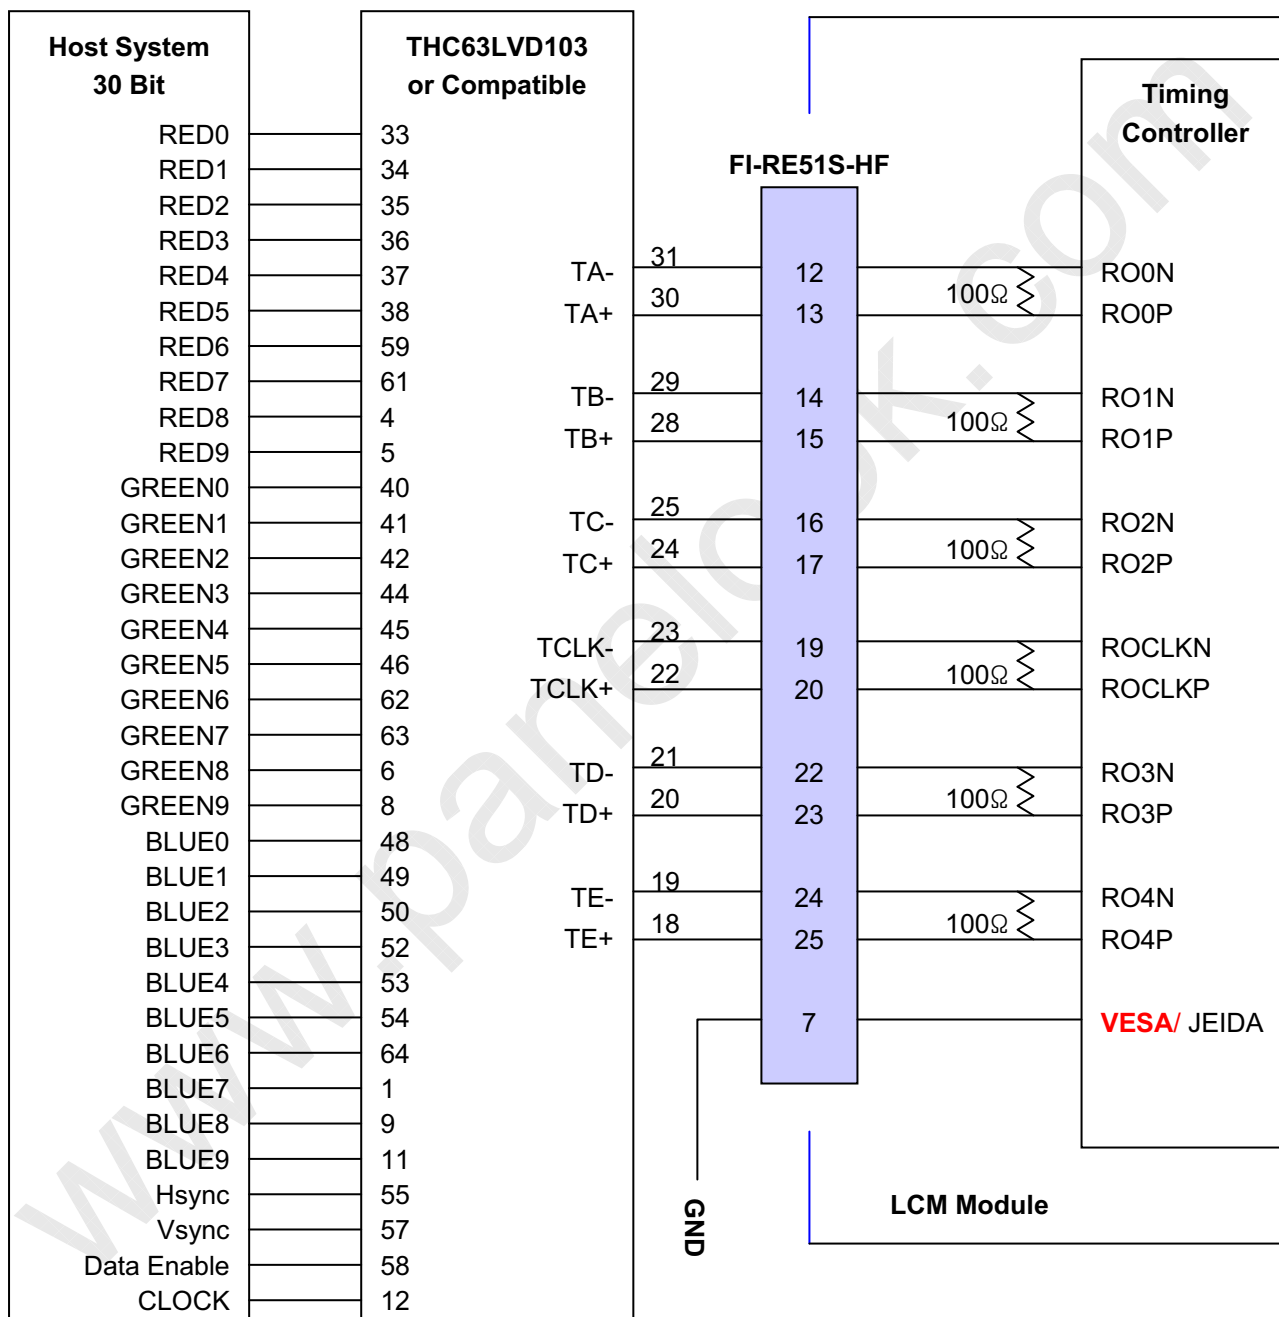 Host System
30 Bit
RED0
RED1
RED2
RED3
RED4
RED5
RED6
RED7
RED8
RED9
GREEN0
GREEN1
GREEN2
GREEN3
GREEN4
GREEN5
GREEN6
GREEN7
GREEN8
GREEN9
BLUE0
BLUE1
BLUE2
BLUE3
BLUE4
BLUE5
BLUE6
BLUE7
BLUE8
BLUE9
Hsync
Vsync
Data Enable
CLOCK
THC63LVD103
or Compatible
33
34
35
36
37
38
59
61
4
5
40
41
42
44
45
46
62
63
6
8
48
49
50
52
53
54
64
1
9
11
55
57
58
12
TA-
TA+
TB-
TB+
TC-
TC+
TCLK-
TCLK+
TD-
TD+
TE-
TE+
31
30
29
28
25
24
23
22
21
20
19
18
GND
FI-RE51S-HF
12
13
14
15
16
17
19
20
22
23
24
25
7
100Ω
100Ω
100Ω
100Ω
100Ω
100Ω
Timing
Controller
RO0N
RO0P
RO1N
RO1P
RO2N
RO2P
ROCLKN
ROCLKP
RO3N
RO3P
RO4N
RO4P
VESA/ JEIDA
LCM Module
www.panelook.com